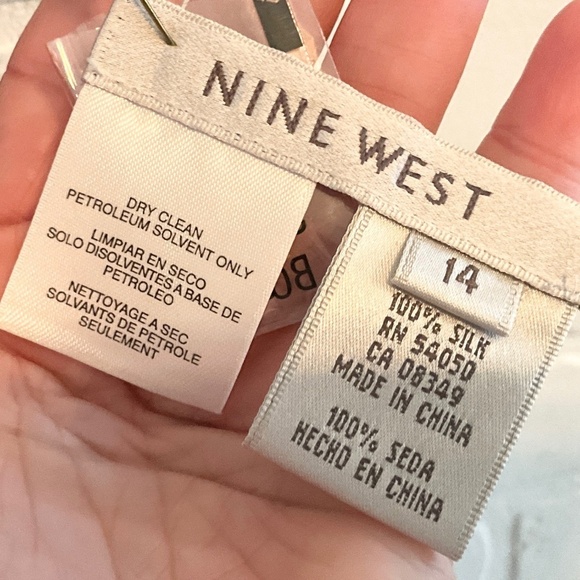 NINE WEST
DRY CLEAN
PETROLEUM SOLVENT ONLY
LIMPIAR EN SECO
SOLO DISOLVENTES A BASE DE
PETROLEO
NETTOYAGE A SEC
SOLVANTS DE PETROLE
SEULEMENT
14
100% SILK
RN 54050
CA 08349
MADE IN CHINA
100% SEDA
HECHO EN CHINA